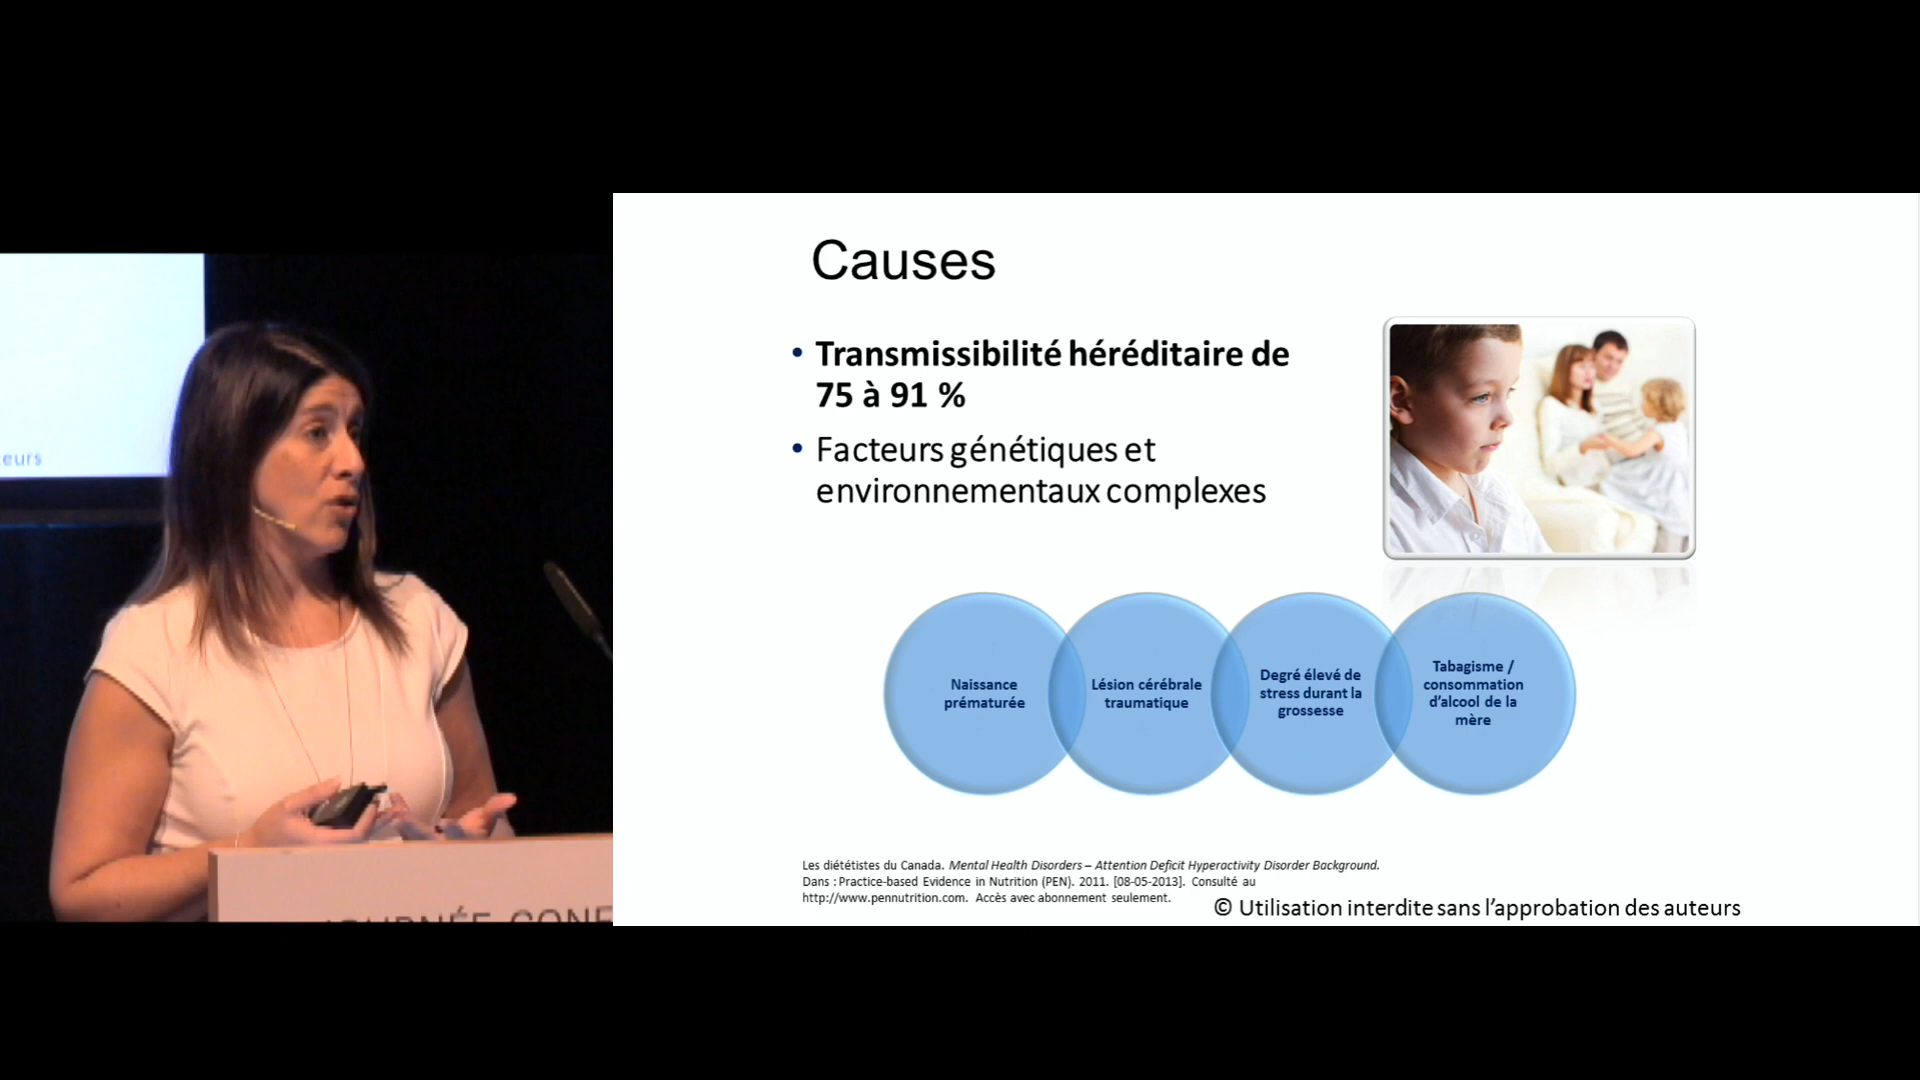 Causes
• Transmissibilité héréditaire de
75 à 91 %
• Facteurs génétiques et
environnementaux complexes
Naissance
prématurée
Lésion cérébrale
traumatique
Degré élevé de
stress durant la
grossesse
Tabagisme /
consommation
d’alcool de la
mère
Les diététistes du Canada. Mental Health Disorders – Attention Deficit Hyperactivity Disorder Background.
Dans : Practice-based Evidence in Nutrition (PEN). 2011. [08-05-2013]. Consulté au
http://www.pennutrition.com. Accès avec abonnement seulement.
© Utilisation interdite sans l’approbation des auteurs
JOURNÉE-CONF